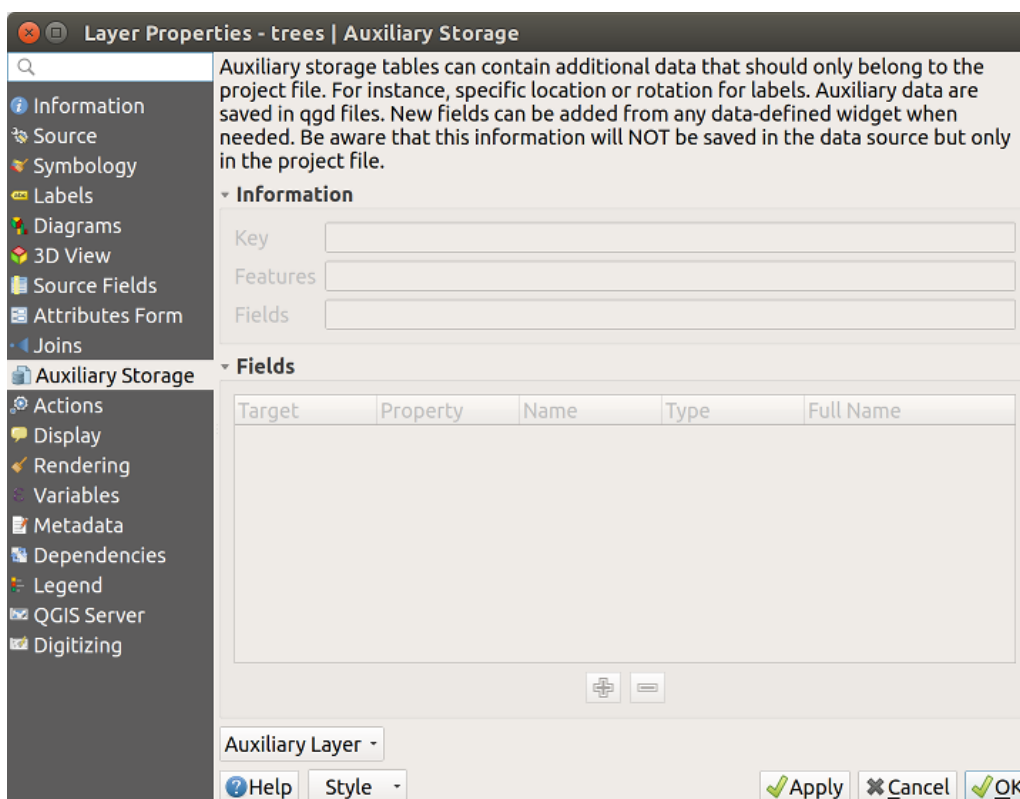 Layer Properties - trees | Auxiliary Storage
Information
Source
Symbology
Labels
Diagrams
3D View
Source Fields
Attributes Form
Joins
Auxiliary Storage
Actions
Display
Rendering
Variables
Metadata
Dependencies
Legend
QGIS Server
Digitizing
Auxiliary storage tables can contain additional data that should only belong to the
project file. For instance, specific location or rotation for labels. Auxiliary data are
saved in qgd files. New fields can be added from any data-defined widget when
needed. Be aware that this information will NOT be saved in the data source but only
in the project file.
Information
Key
Features
Fields
Fields
Target Property Name Type Full Name
Auxiliary Layer
Help Style Apply Cancel OK